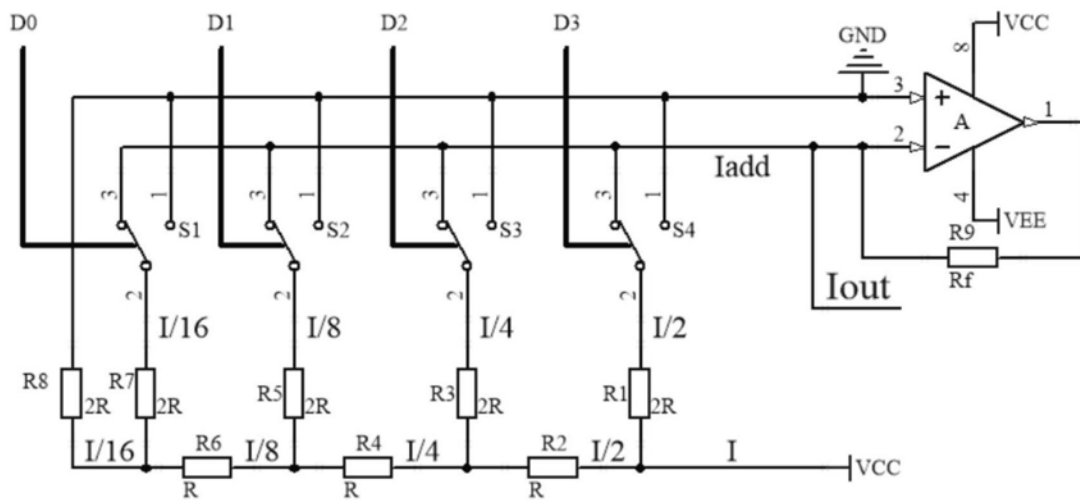 D0 D1 D2 D3
GND
VCC
8
3 + 1
A
2 -
Iadd
4
VEE
3 1 S1 3 1 S2 3 1 S3 3 1 S4
R9
Rf
Iout
2 2 2 2
I/16 I/8 I/4 I/2
R8 2R R7 2R R5 2R R3 2R R1 2R
I/16 R6 I/8 R4 I/4 R2 I/2 I VCC
R R R